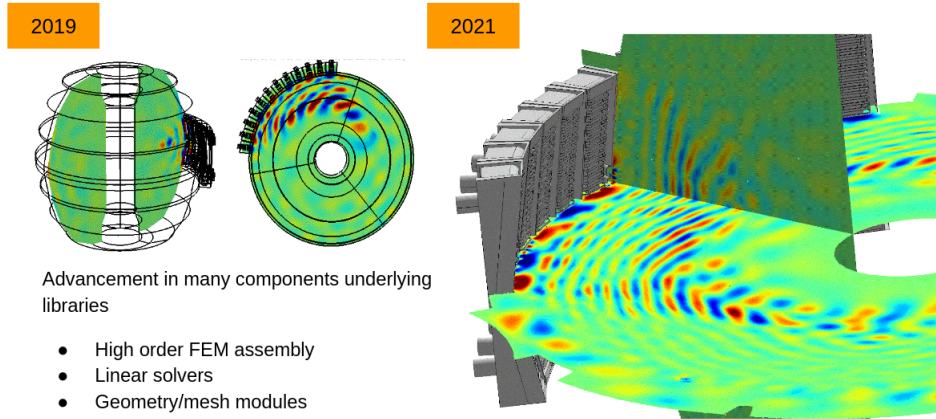 2019
2021
Advancement in many components underlying
libraries
● High order FEM assembly
● Linear solvers
● Geometry/mesh modules